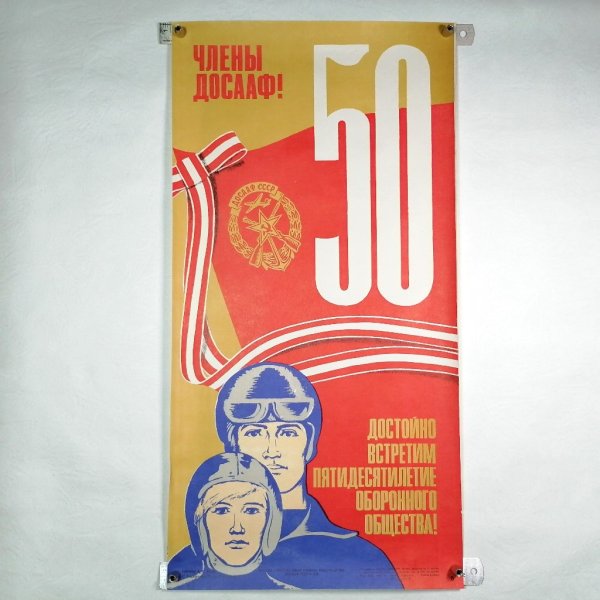 ЧЛЕНЫ
ДОСААФ!
50
ДОСААФ СССР
ДОСТОЙНО
ВСТРЕТИМ
ПЯТИДЕСЯТИЛЕТИЕ
ОБОРОННОГО
ОБЩЕСТВА!